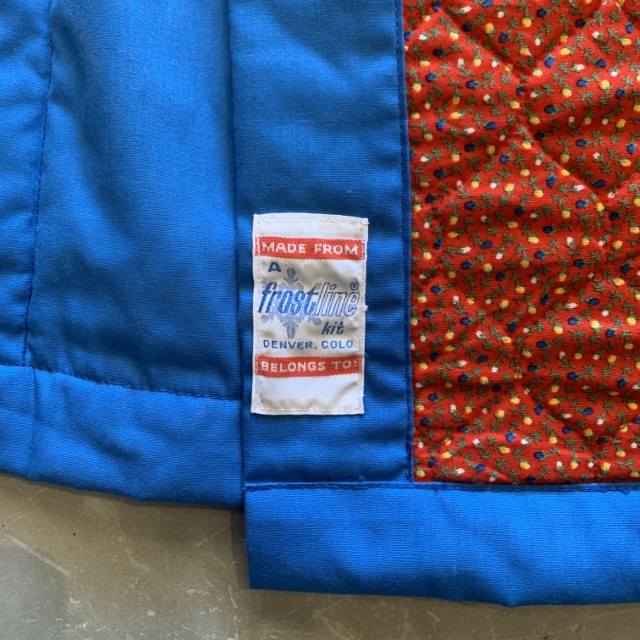 MADE FROM
A
frostline®
kit
DENVER, COLO.
BELONGS TO: